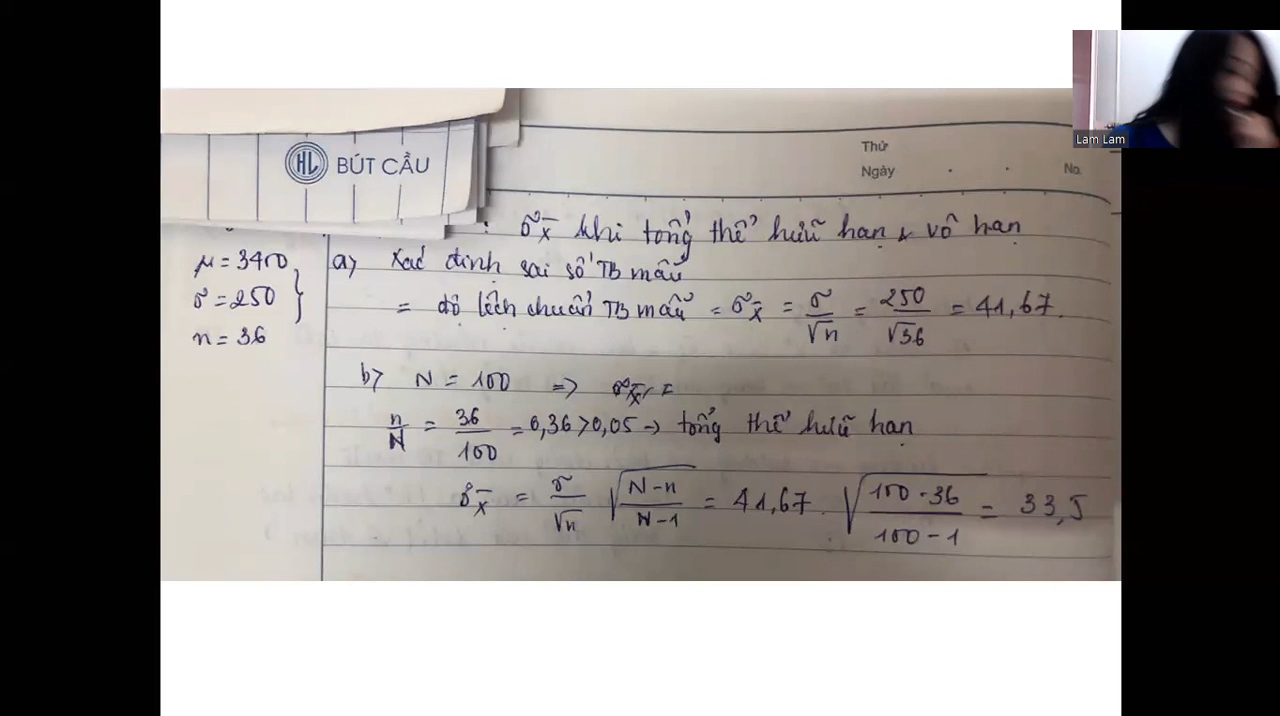 Lam Lam
HL BÚT CẦU
Thứ
Ngày
No.
: σx̄ khi tổng thể hữu hạn & vô hạn
μ = 3400
σ = 250
n = 36
a) Xác định sai số TB mẫu
= độ lệch chuẩn TB mẫu = σx̄ = σ/√n = 250/√36 = 41,67.
b) N = 100 => σx̄ =
n/N = 36/100 = 0,36 > 0,05 → tổng thể hữu hạn
σx̄ = σ/√n √((N-n)/(N-1)) = 41,67 . √((100-36)/(100-1)) = 33,5